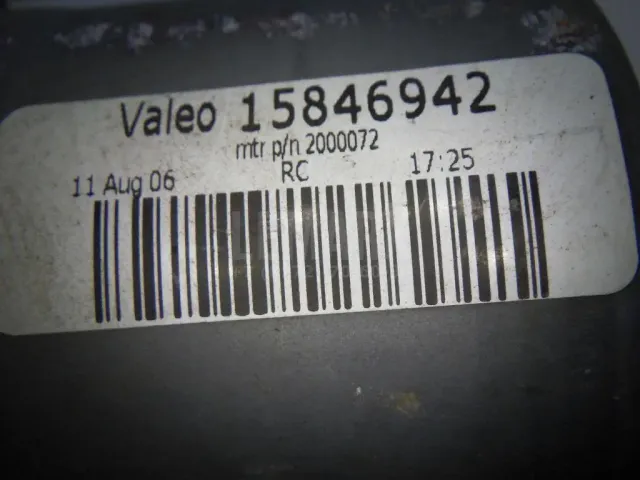 Valeo 15846942
mtr p/n 2000072
11 Aug 06 RC 17:25